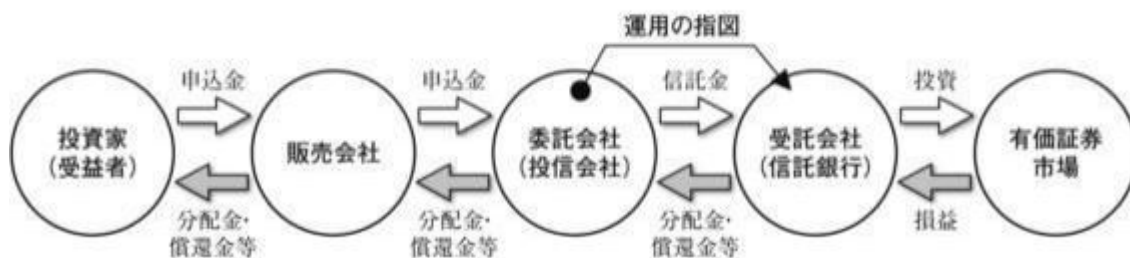 運用の指図
申込金
申込金
信託金
投資
投資家
(受益者)
販売会社
委託会社
(投信会社)
受託会社
(信託銀行)
有価証券
市場
分配金・
償還金等
分配金・
償還金等
分配金・
償還金等
損益